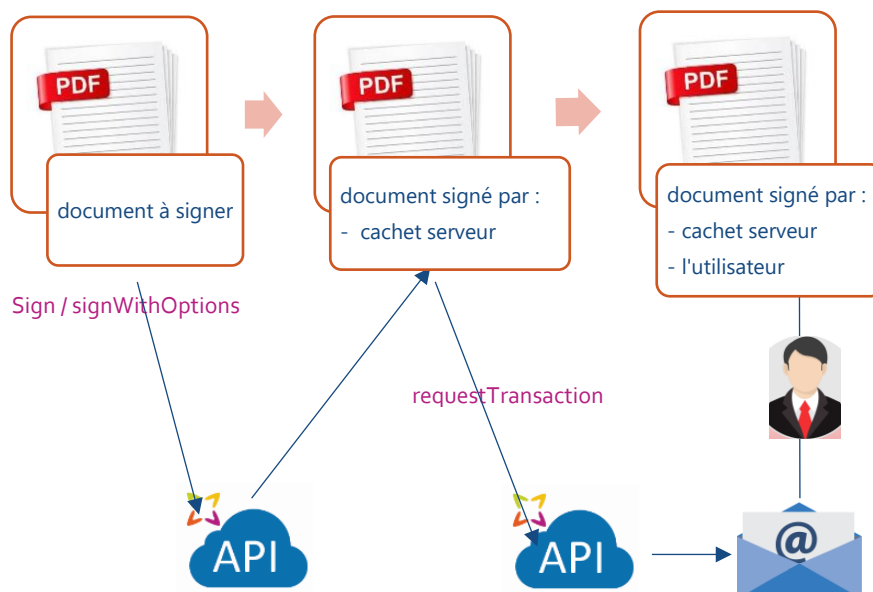 PDF
PDF
PDF
document à signer
document signé par :
- cachet serveur
document signé par :
- cachet serveur
- l'utilisateur
Sign / signWithOptions
requestTransaction
API
API
@